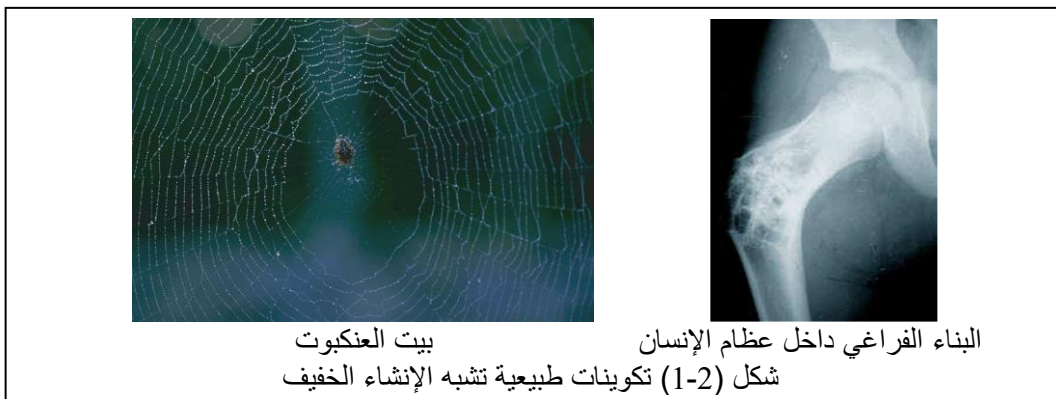 البناء الفراغي داخل عظام الإنسان
بيت العنكبوت
شكل (2-1) تكوينات طبيعية تشبه الإنشاء الخفيف